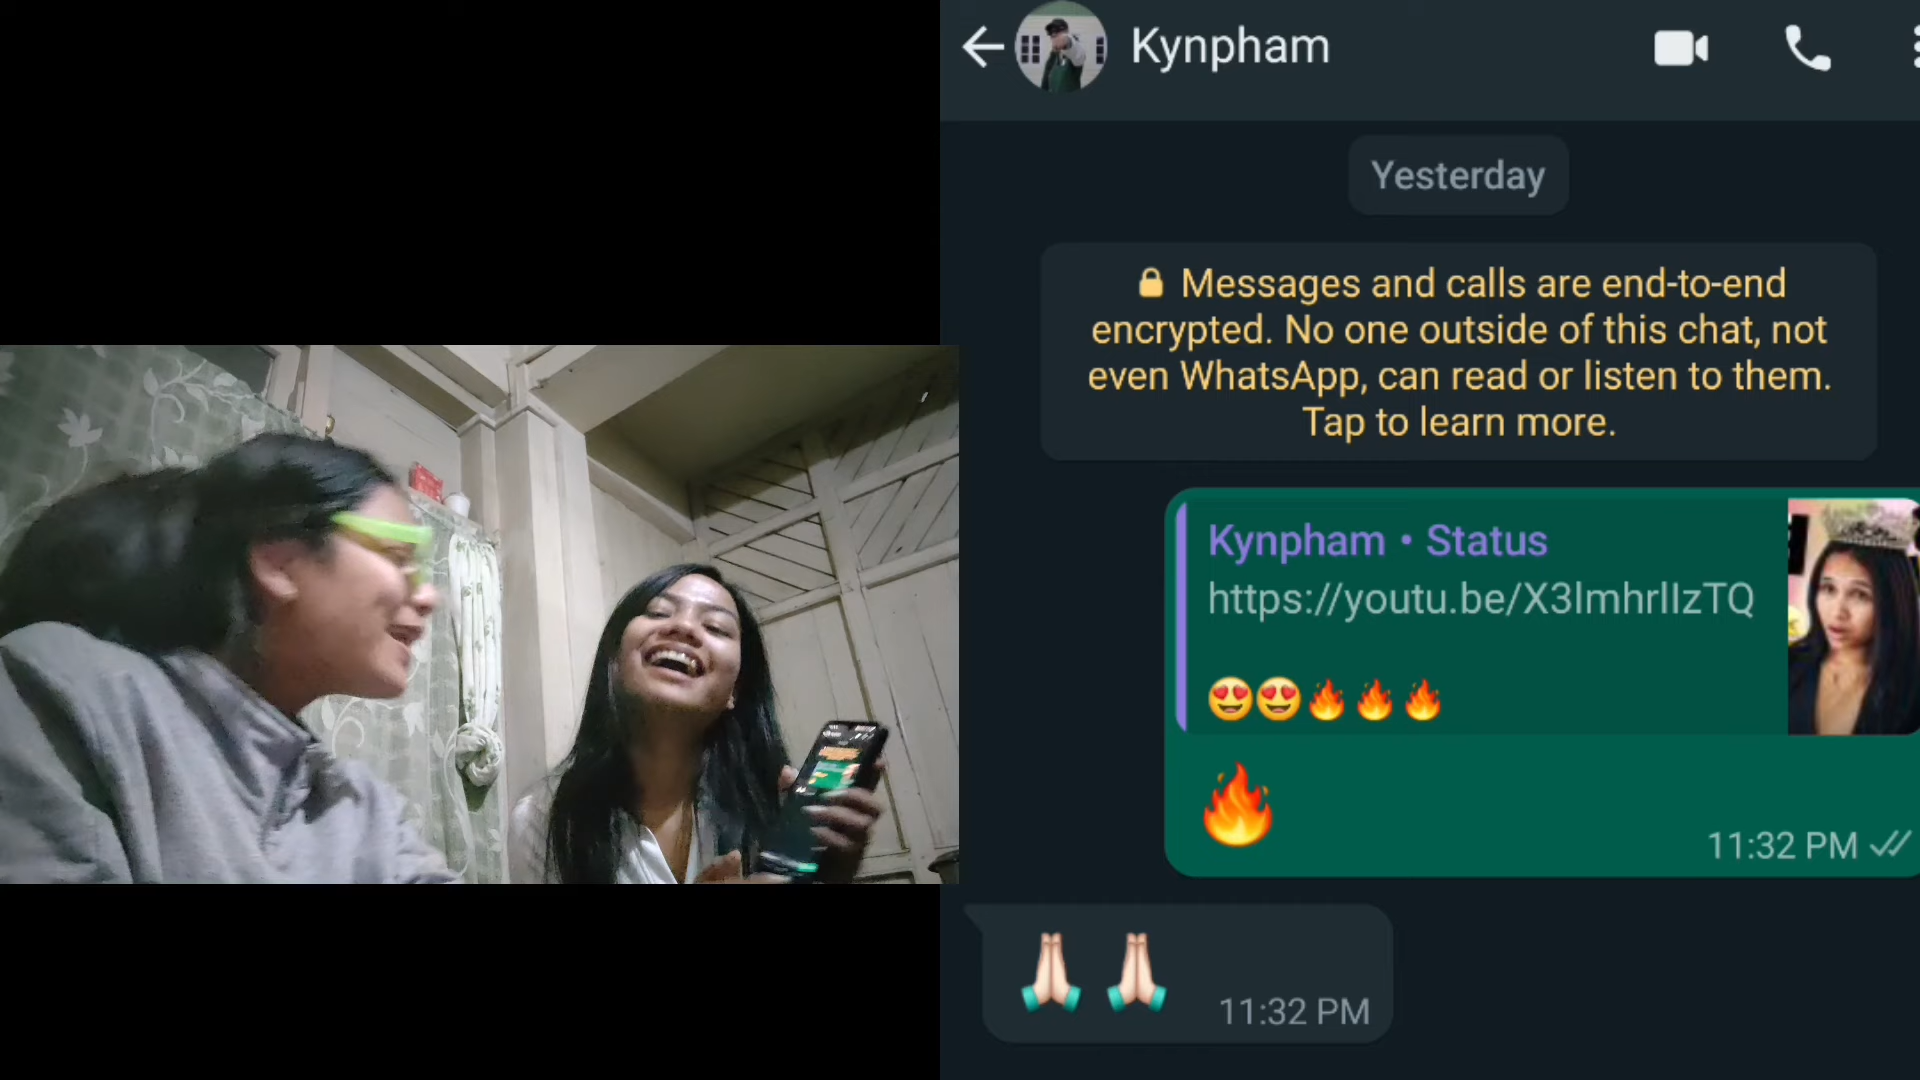 Kynpham
Yesterday
🔒 Messages and calls are end-to-end
encrypted. No one outside of this chat, not
even WhatsApp, can read or listen to them.
Tap to learn more.
Kynpham • Status
https://youtu.be/X3lmhrlIzTQ
😍😍🔥🔥🔥
🔥
11:32 PM
🙏🏻 🙏🏻
11:32 PM